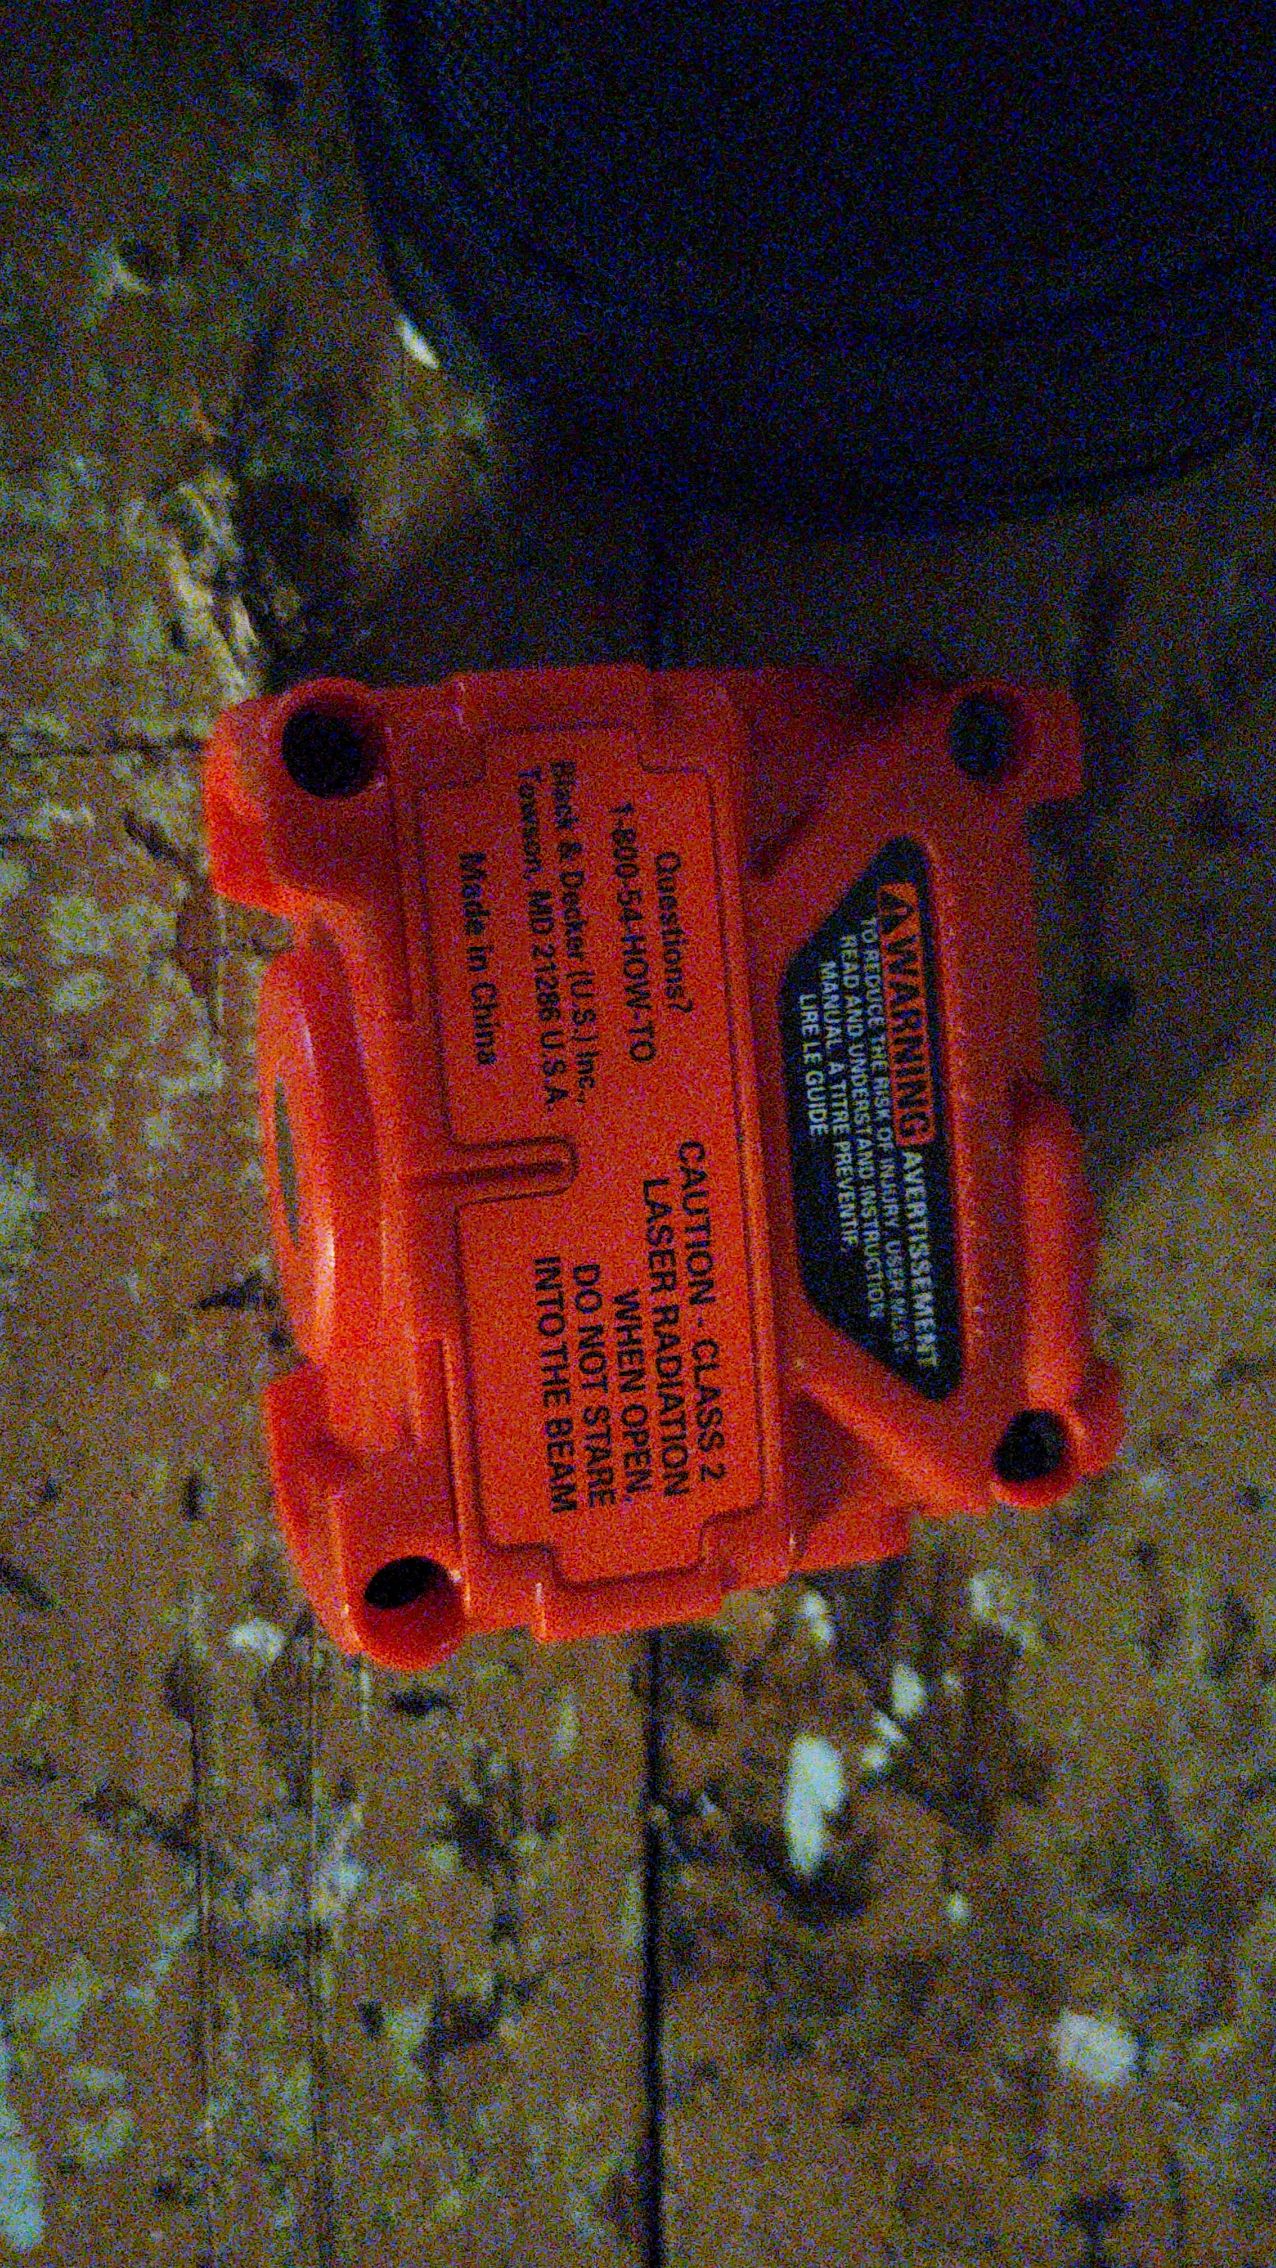 WARNING AVERTISSEMENT
TO REDUCE THE RISK OF INJURY, USER MUST
READ AND UNDERSTAND INSTRUCTION
MANUAL. A TITRE PREVENTIF,
LIRE LE GUIDE.
Questions?
1-800-54-HOW-TO
Black & Decker (U.S.) Inc.,
Towson, MD 21286 U.S.A.
Made in China
CAUTION - CLASS 2
LASER RADIATION
WHEN OPEN.
DO NOT STARE
INTO THE BEAM